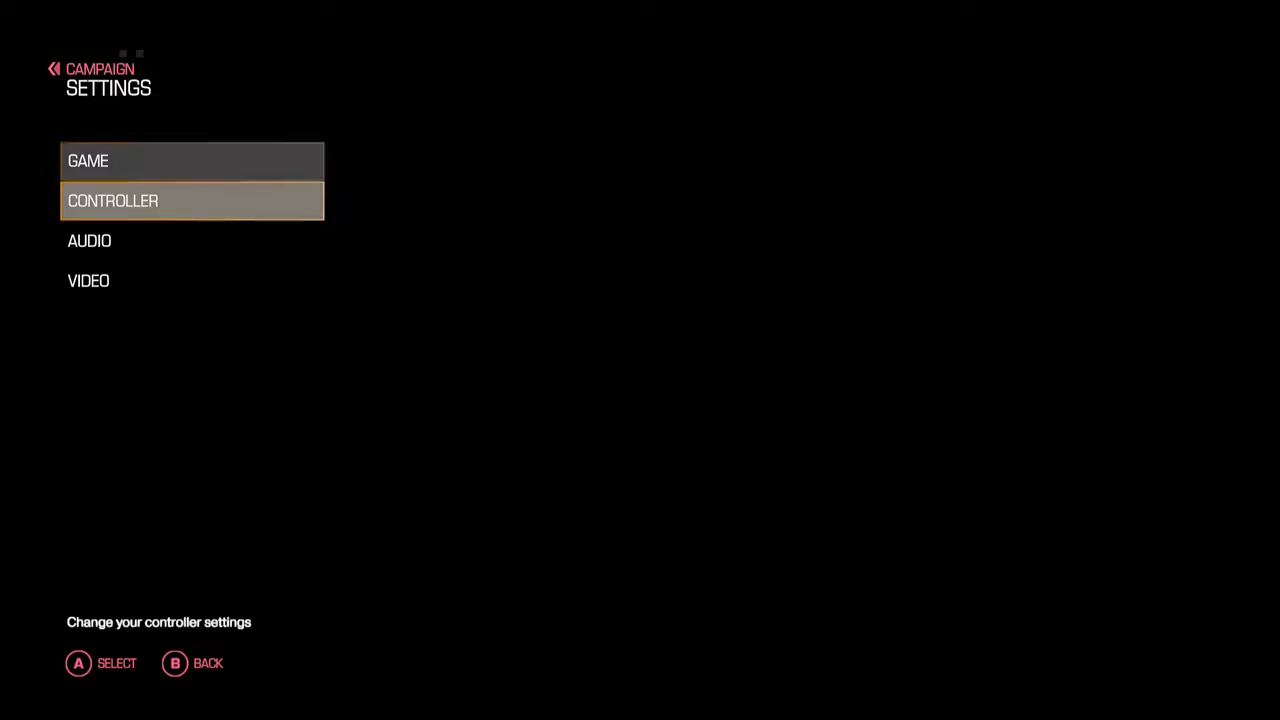 CAMPAIGN
SETTINGS
GAME
CONTROLLER
AUDIO
VIDEO
Change your controller settings
A SELECT B BACK